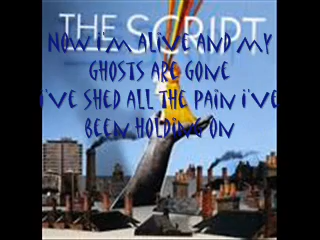 THE SCRIPT
NOW I'M ALIVE AND MY
GHOSTS ARE GONE
I'VE SHED ALL THE PAIN I'VE
BEEN HOLDING ON